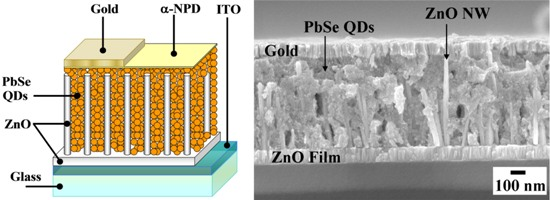 Gold
α-NPD
ITO
PbSe
QDs
ZnO
Glass
PbSe QDs
ZnO NW
Gold
ZnO Film
100 nm